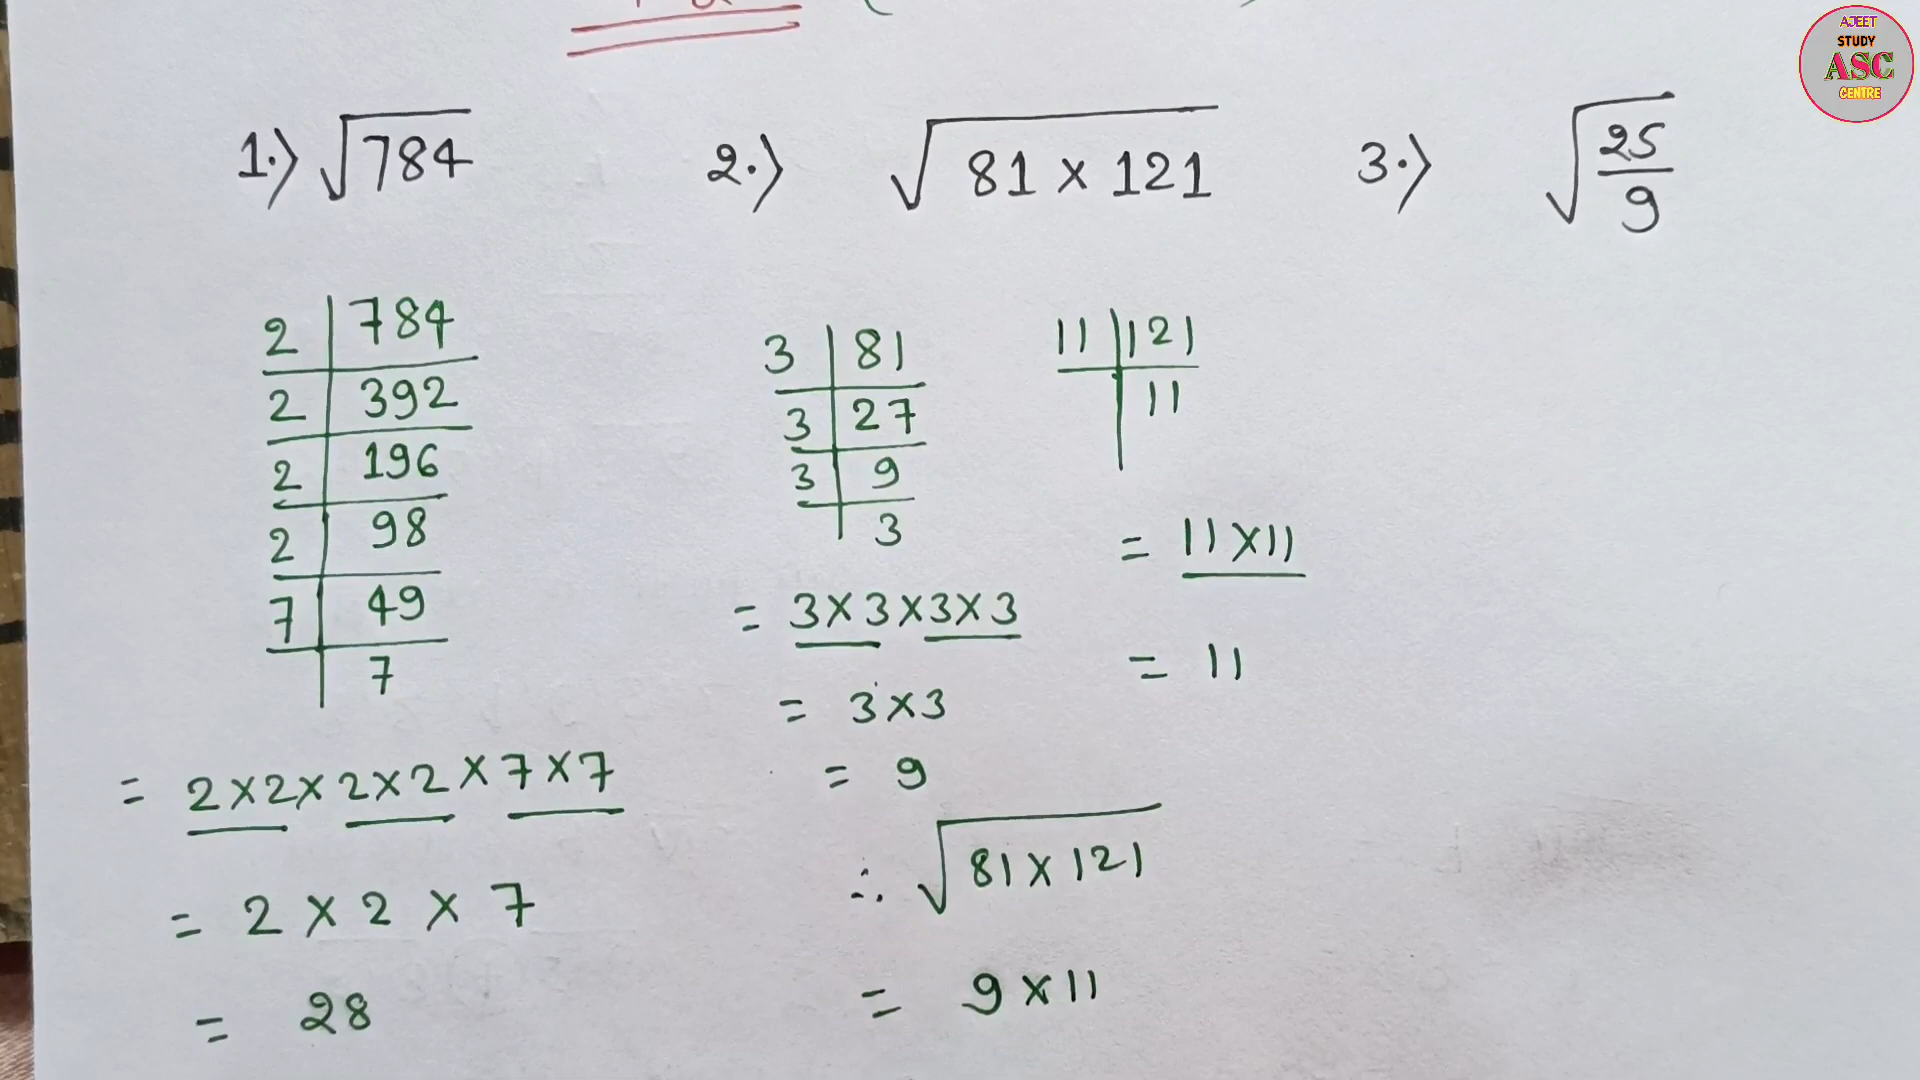 AJEET
STUDY
ASC
CENTRE
1.) √784
2.) √81 × 121
3.) √25/9
2 | 784
2 | 392
2 | 196
2 | 98
7 | 49
7
= 2×2×2×2×7×7
= 2 × 2 × 7
= 28
3 | 81
3 | 27
3 | 9
3
= 3×3×3×3
= 3×3
= 9
11 | 121
11
= 11×11
= 11
∴ √81×121
= 9×11